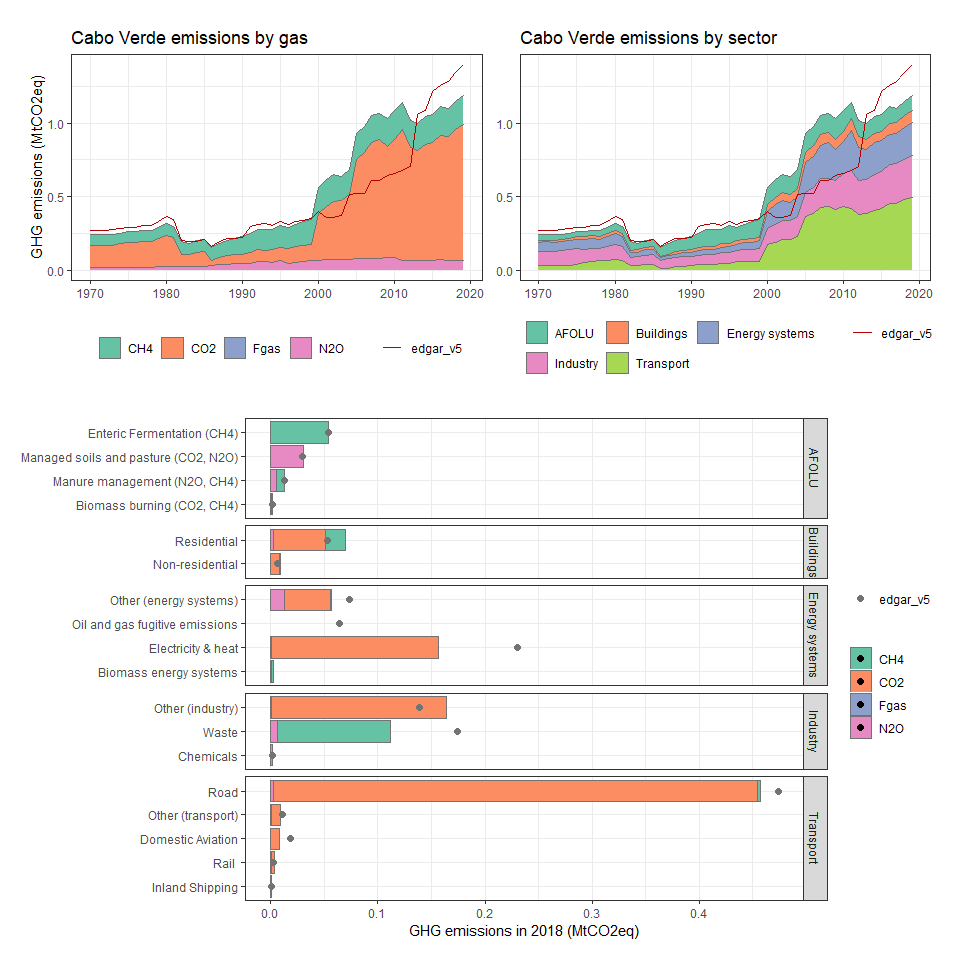 Cabo Verde emissions by gas
Cabo Verde emissions by sector
GHG emissions (MtCO2eq)
1.0
0.5
0.0
1970 1980 1990 2000 2010 2020
1.0
0.5
0.0
1970 1980 1990 2000 2010 2020
CH4 CO2 Fgas N2O edgar_v5
AFOLU Buildings Energy systems edgar_v5
Industry Transport
Enteric Fermentation (CH4)
Managed soils and pasture (CO2, N2O)
Manure management (N2O, CH4)
Biomass burning (CO2, CH4)
AFOLU
Residential
Non-residential
Buildings
Other (energy systems)
Oil and gas fugitive emissions
Electricity & heat
Biomass energy systems
Energy systems
Other (industry)
Waste
Chemicals
Industry
Road
Other (transport)
Domestic Aviation
Rail
Inland Shipping
Transport
0.0 0.1 0.2 0.3 0.4
GHG emissions in 2018 (MtCO2eq)
edgar_v5
CH4
CO2
Fgas
N2O